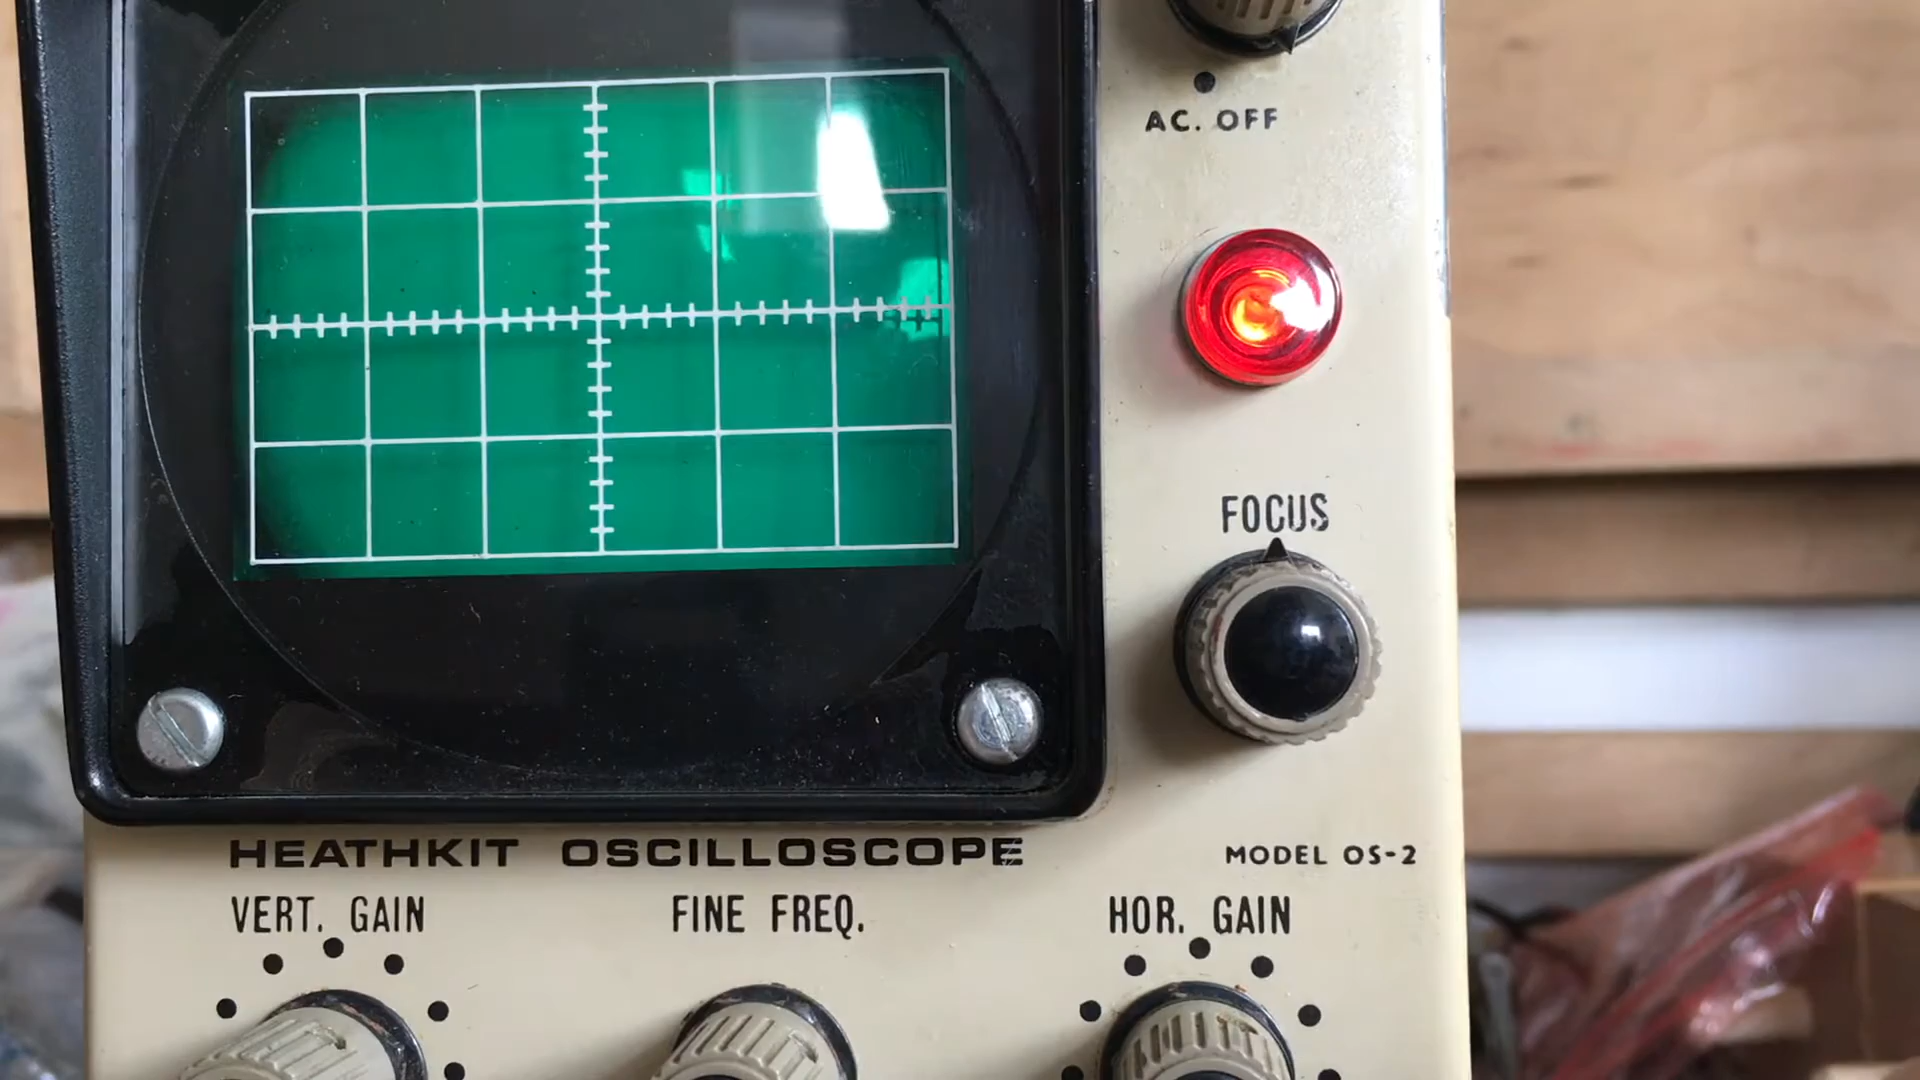 AC. OFF
FOCUS
HEATHKIT OSCILLOSCOPE
MODEL OS-2
VERT. GAIN
FINE FREQ.
HOR. GAIN